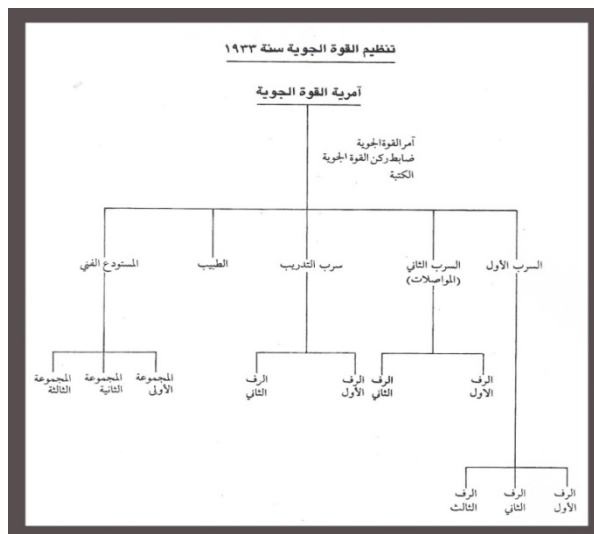 تنظيم القوة الجوية سنة ١٩٣٣
آمرية القوة الجوية
آمر القوة الجوية
ضابط ركن القوة الجوية
الكتبة
السرب الأول
السرب الثاني
(المواصلات)
سرب التدريب
الطبيب
المستودع الفني
الرف
الأول
الرف
الثاني
الرف
الثالث
الرف
الاول
الرف
الثاني
الرف
الأول
الرف
الثاني
المجموعة
الأولى
المجموعة
الثانية
المجموعة
الثالثة